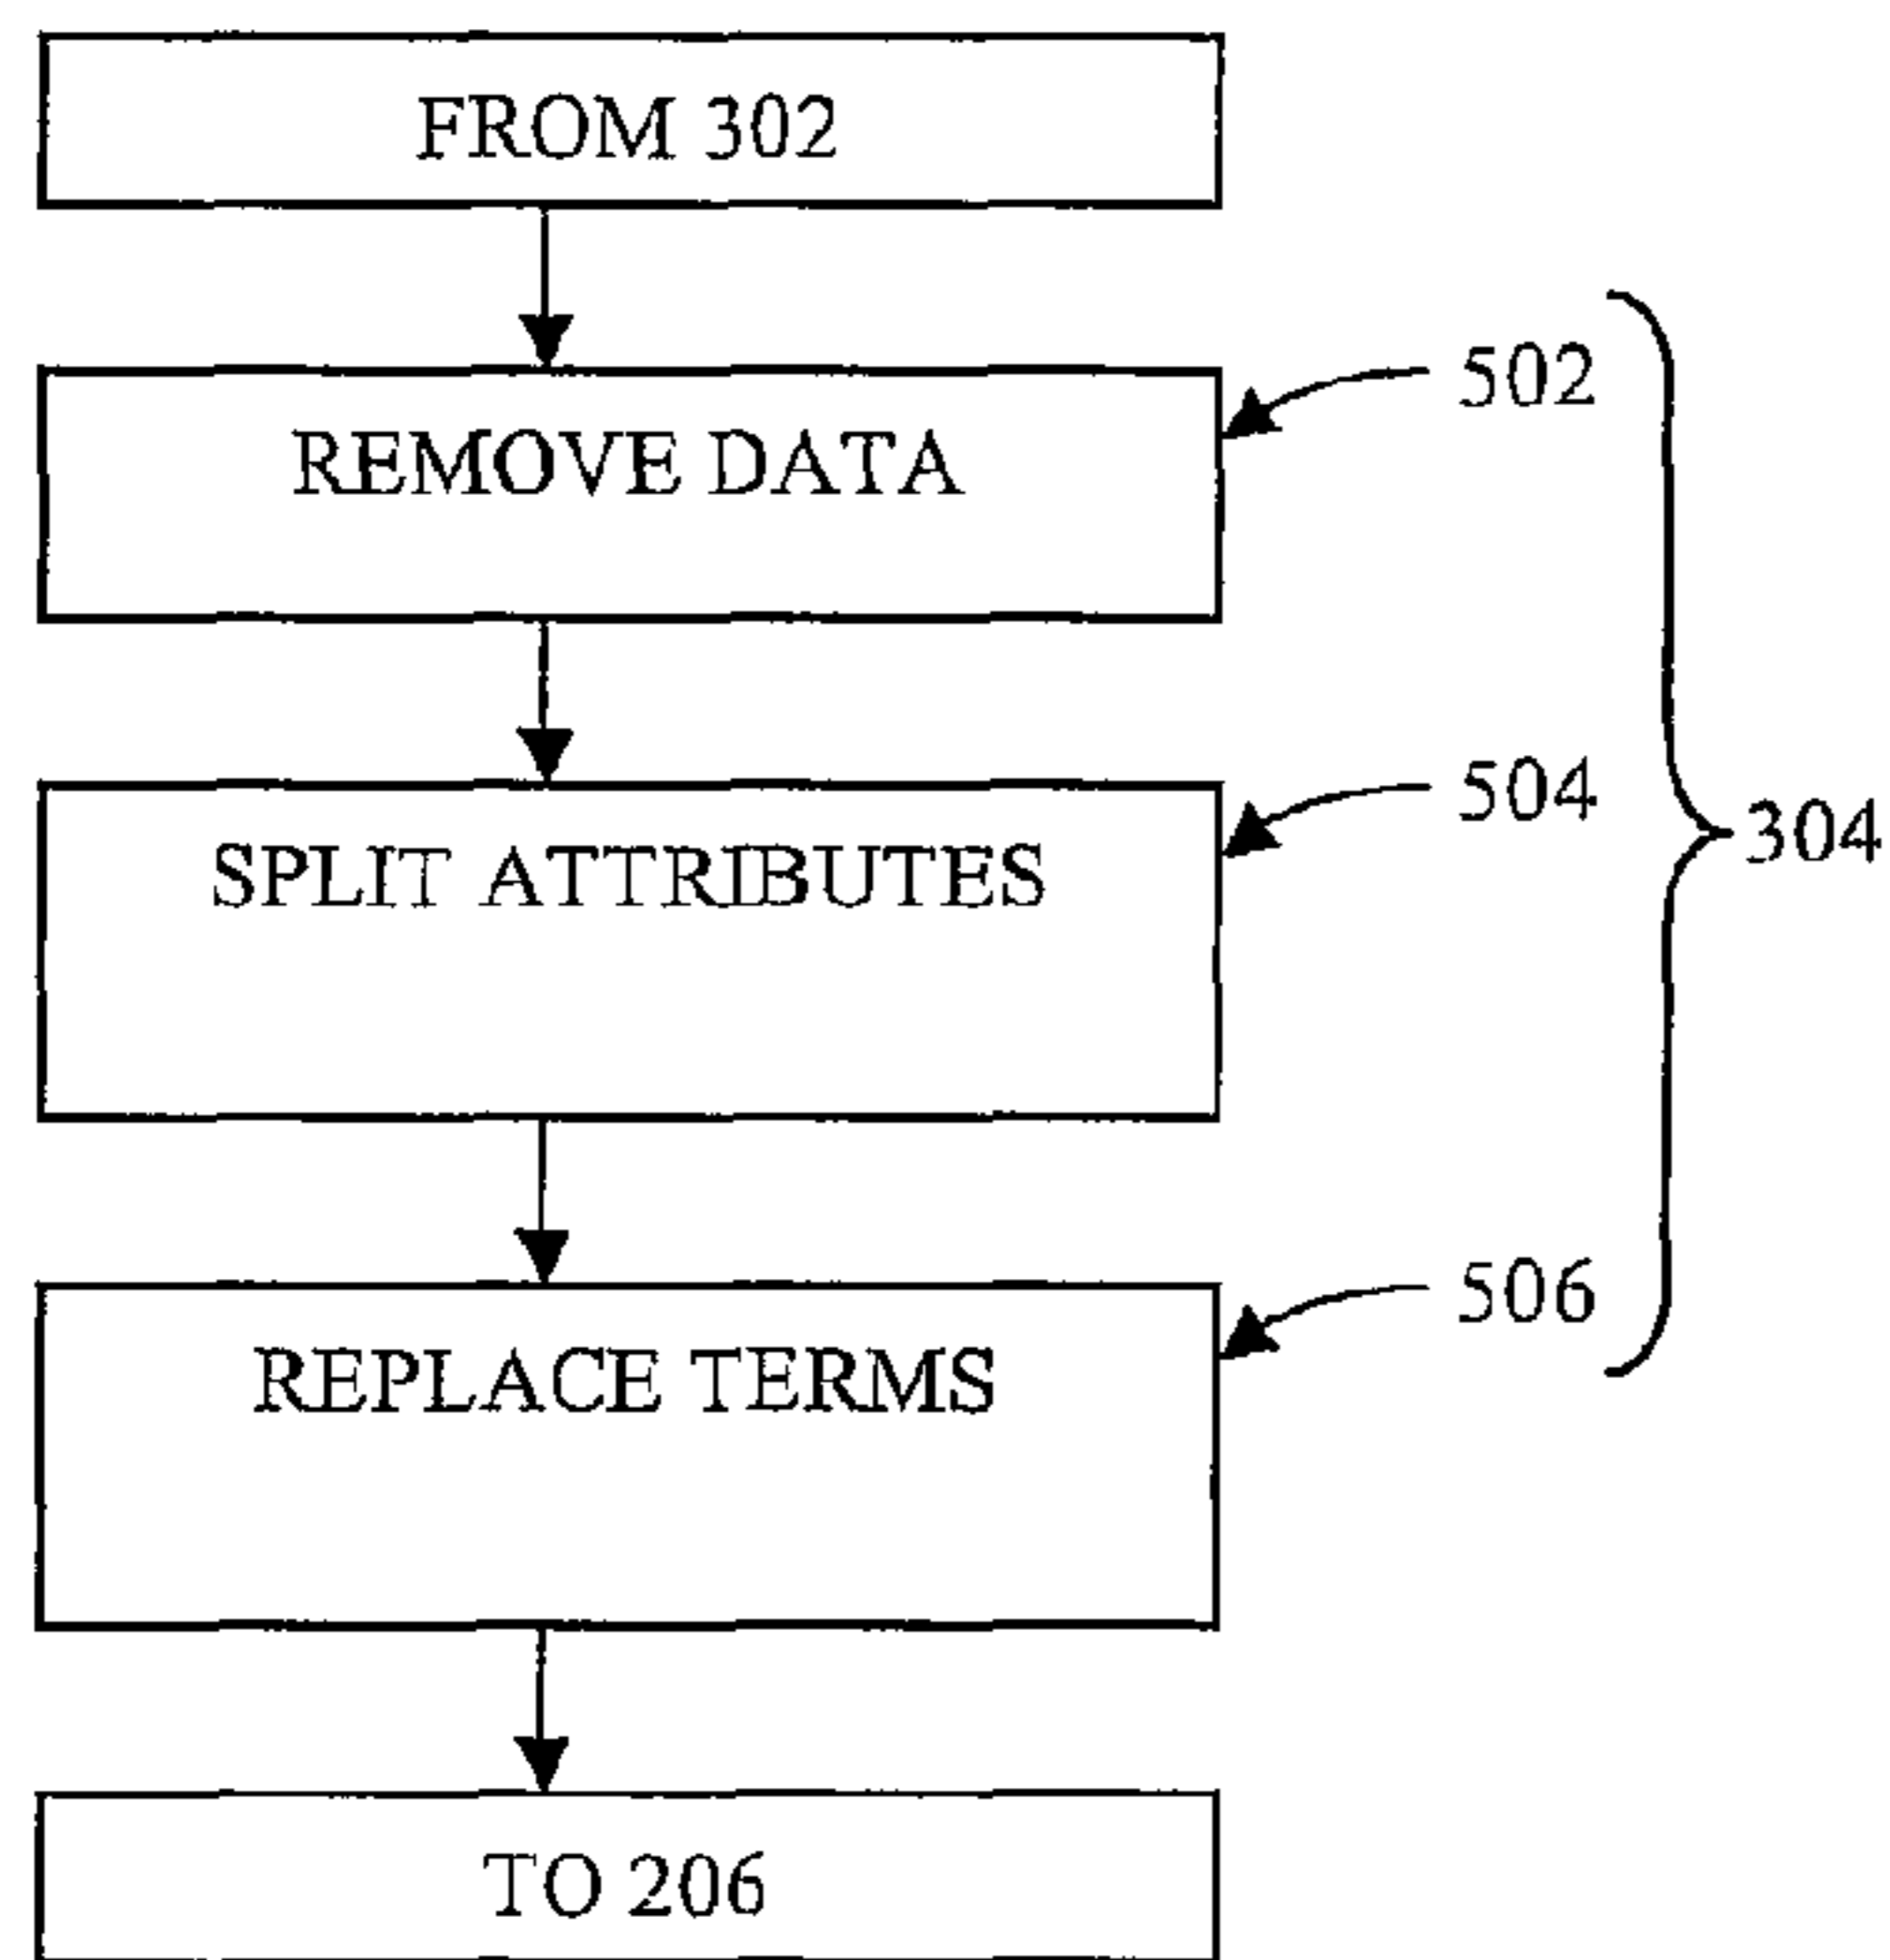 FROM 302
REMOVE DATA
502
SPLIT ATTRIBUTES
504
304
REPLACE TERMS
506
TO 206